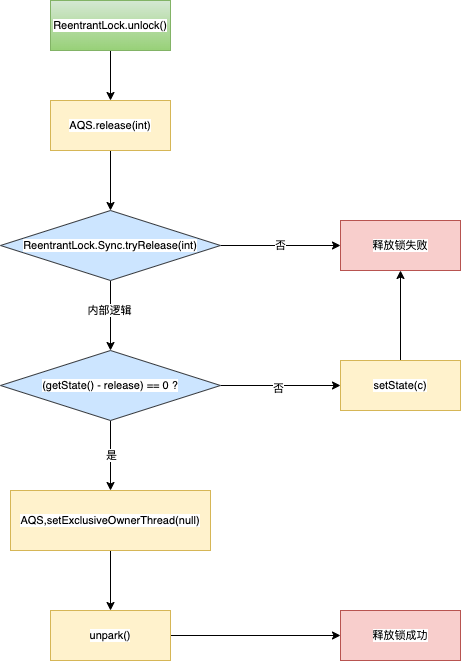 ReentrantLock.unlock()
AQS.release(int)
ReentrantLock.Sync.tryRelease(int)
否
释放锁失败
内部逻辑
(getState() - release) == 0 ?
否
setState(c)
是
AQS,setExclusiveOwnerThread(null)
unpark()
释放锁成功